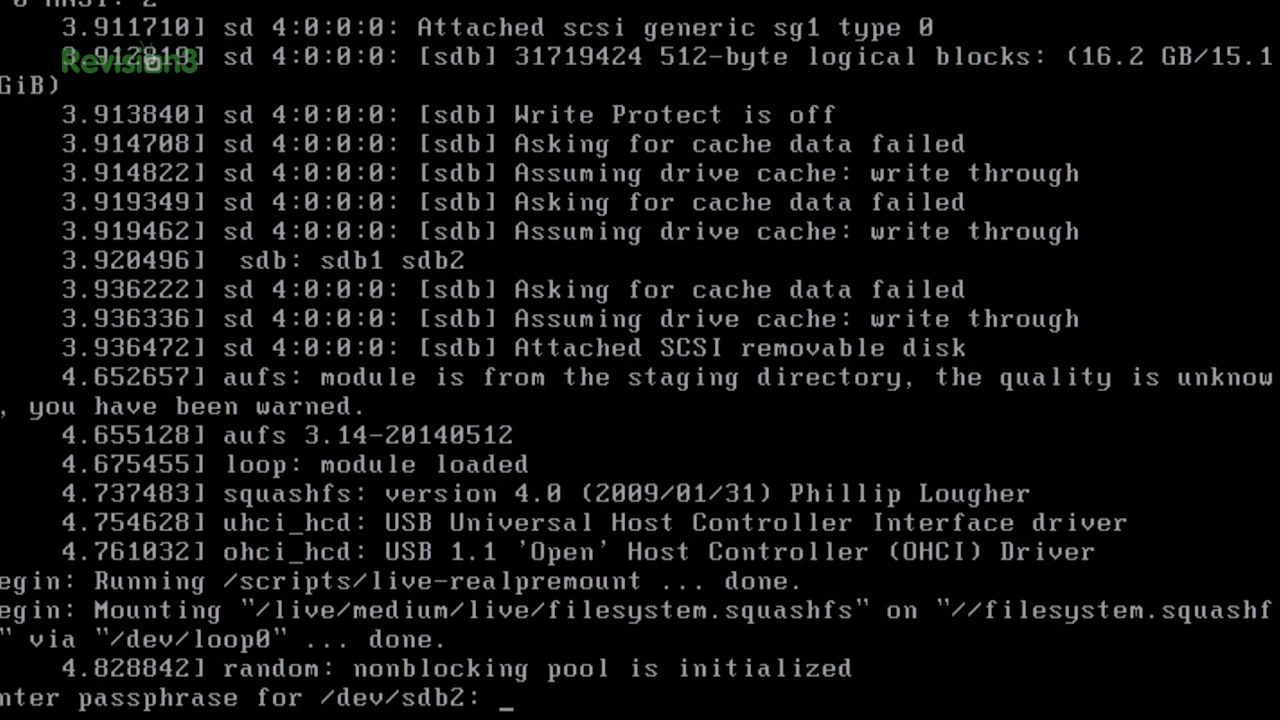 0 ANSI: 2
3.911710] sd 4:0:0:0: Attached scsi generic sg1 type 0
3.912819] sd 4:0:0:0: [sdb] 31719424 512-byte logical blocks: (16.2 GB/15.1
Revision3
GiB)
3.913840] sd 4:0:0:0: [sdb] Write Protect is off
3.914708] sd 4:0:0:0: [sdb] Asking for cache data failed
3.914822] sd 4:0:0:0: [sdb] Assuming drive cache: write through
3.919349] sd 4:0:0:0: [sdb] Asking for cache data failed
3.919462] sd 4:0:0:0: [sdb] Assuming drive cache: write through
3.920496]  sdb: sdb1 sdb2
3.936222] sd 4:0:0:0: [sdb] Asking for cache data failed
3.936336] sd 4:0:0:0: [sdb] Assuming drive cache: write through
3.936472] sd 4:0:0:0: [sdb] Attached SCSI removable disk
4.652657] aufs: module is from the staging directory, the quality is unknow
, you have been warned.
4.655128] aufs 3.14-20140512
4.675455] loop: module loaded
4.737483] squashfs: version 4.0 (2009/01/31) Phillip Lougher
4.754628] uhci_hcd: USB Universal Host Controller Interface driver
4.761032] ohci_hcd: USB 1.1 'Open' Host Controller (OHCI) Driver
egin: Running /scripts/live-realpremount ... done.
egin: Mounting "/live/medium/live/filesystem.squashfs" on "//filesystem.squashf
" via "/dev/loop0" ... done.
4.828842] random: nonblocking pool is initialized
nter passphrase for /dev/sdb2: _